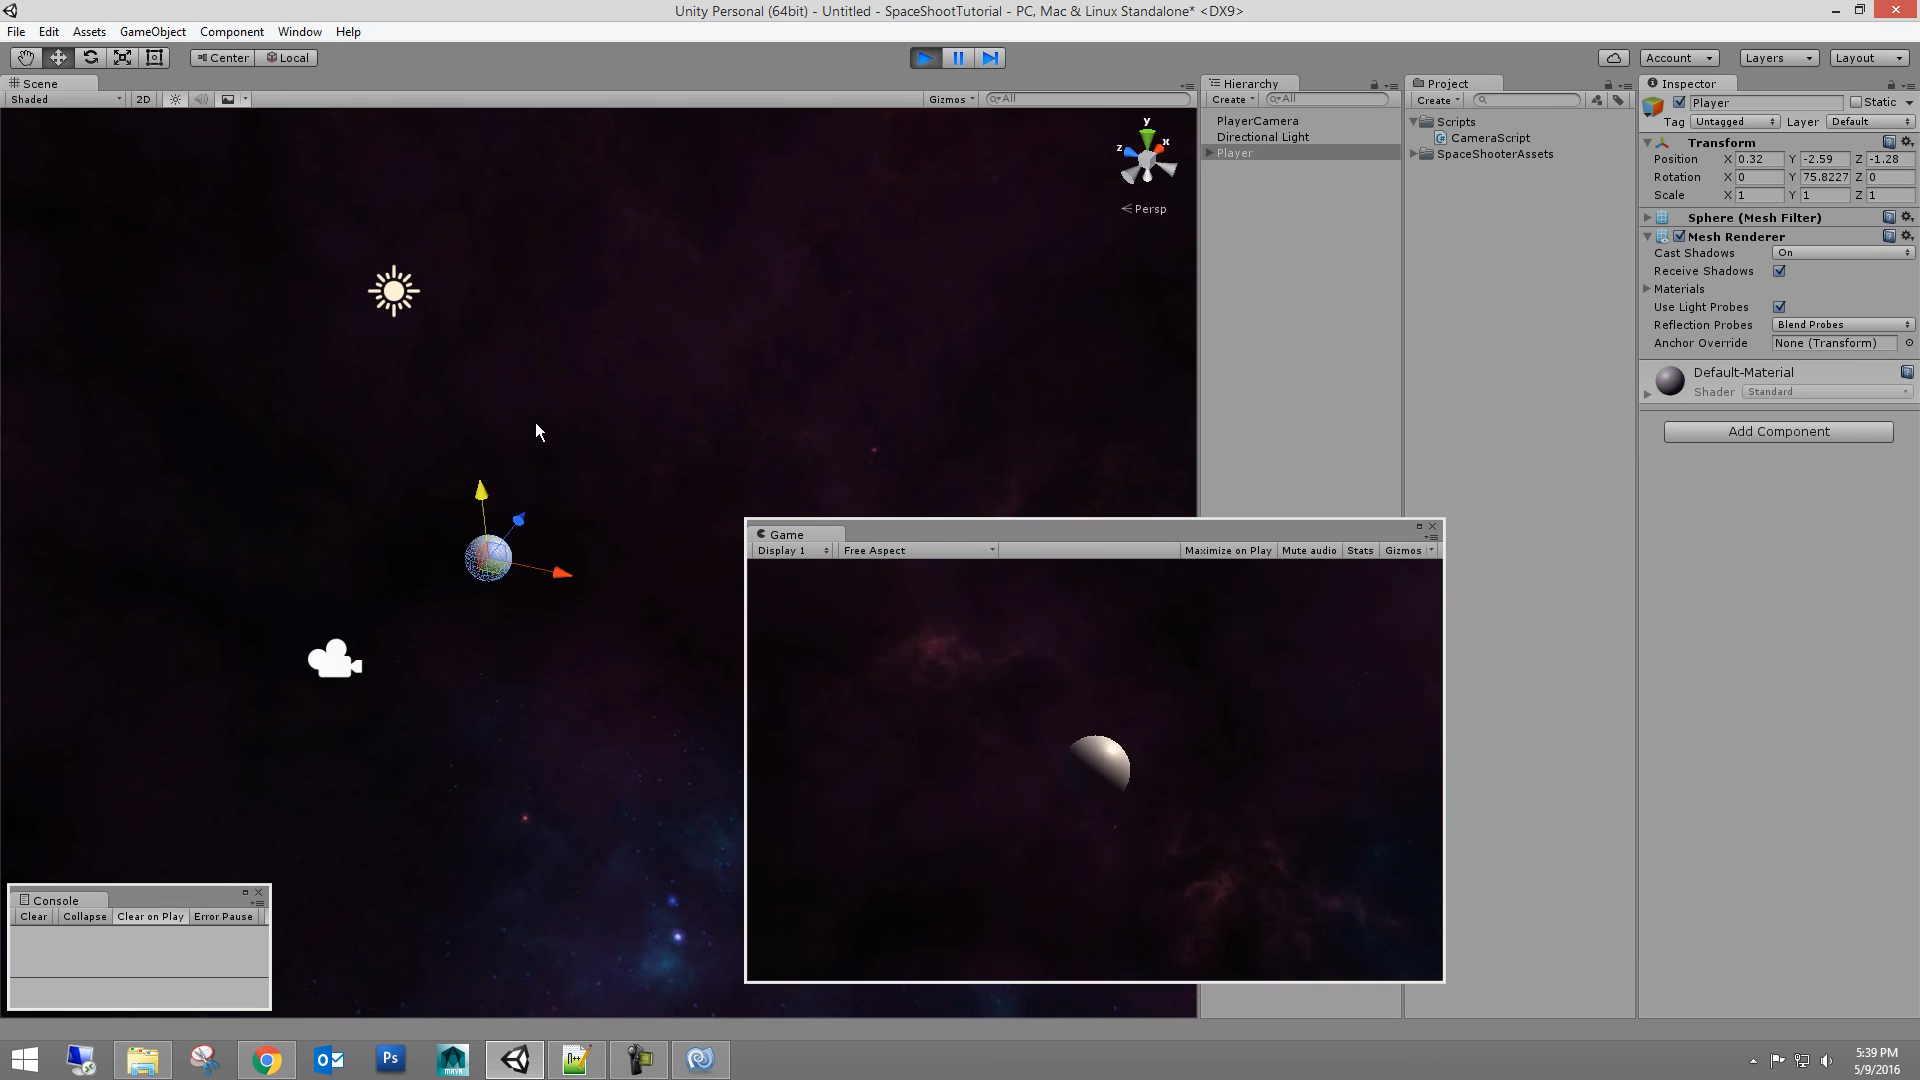 Unity Personal (64bit) - Untitled - SpaceShootTutorial - PC, Mac & Linux Standalone* <DX9>
File Edit Assets GameObject Component Window Help
Center Local Account Layers Layout
Scene
Shaded 2D Gizmos All
y
x
z
Persp
Hierarchy
Create All
PlayerCamera
Directional Light
Player
Project
Create
Scripts
CameraScript
SpaceShooterAssets
Inspector
Player Static
Tag Untagged Layer Default
Transform
Position X 0.32 Y -2.59 Z -1.28
Rotation X 0 Y 75.8227 Z 0
Scale X 1 Y 1 Z 1
Sphere (Mesh Filter)
Mesh Renderer
Cast Shadows On
Receive Shadows
Materials
Use Light Probes
Reflection Probes Blend Probes
Anchor Override None (Transform)
Default-Material
Shader Standard
Add Component
Game
Display 1 Free Aspect Maximize on Play Mute audio Stats Gizmos
Console
Clear Collapse Clear on Play Error Pause
Ps
MAYA
5:39 PM
5/9/2016